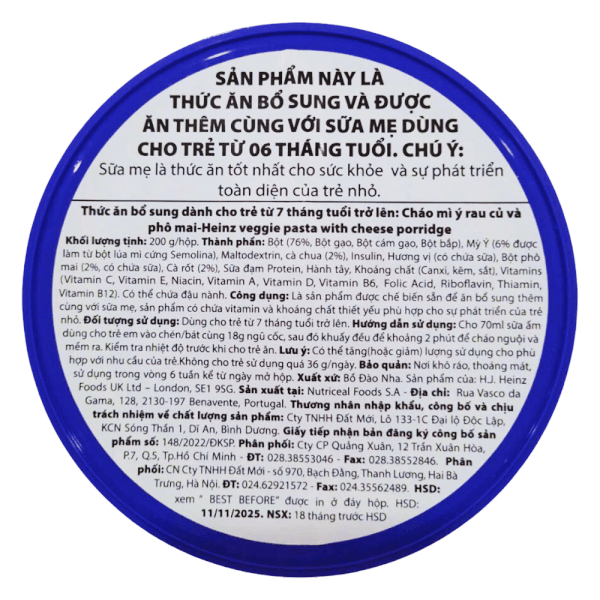 SẢN PHẨM NÀY LÀ
THỨC ĂN BỔ SUNG VÀ ĐƯỢC
ĂN THÊM CÙNG VỚI SỮA MẸ DÙNG
CHO TRẺ TỪ 06 THÁNG TUỔI. CHÚ Ý:
Sữa mẹ là thức ăn tốt nhất cho sức khỏe và sự phát triển
toàn diện của trẻ nhỏ.
Thức ăn bổ sung dành cho trẻ từ 7 tháng tuổi trở lên: Cháo mì ý rau củ và
phô mai-Heinz veggie pasta with cheese porridge
Khối lượng tịnh: 200 g/hộp. Thành phần: Bột (76%, Bột gạo, Bột cám gạo, Bột bắp), Mỳ Ý (6% được
làm từ bột lúa mì cứng Semolina), Maltodextrin, cà chua (2%), Insulin, Hương vị (có chứa sữa), Bột phô
mai (2%, có chứa sữa), Cà rốt (2%), Sữa đạm Protein, Hành tây, Khoáng chất (Canxi, kẽm, sắt), Vitamins
(Vitamin C, Vitamin E, Niacin, Vitamin A, Vitamin D, Vitamin B6, Folic Acid, Riboflavin, Thiamin,
Vitamin B12). Có thể chứa đậu nành. Công dụng: Là sản phẩm được chế biến sẵn để ăn bổ sung thêm
cùng với sữa mẹ, sản phẩm có chứa vitamin và khoáng chất thiết yếu phù hợp cho sự phát triển của trẻ
nhỏ. Đối tượng sử dụng: Dùng cho trẻ từ 7 tháng tuổi trở lên. Hướng dẫn sử dụng: Cho 70ml sữa ấm
dùng cho trẻ em vào chén/bát cùng 18g ngũ cốc, sau đó khuấy đều để khoảng 2 phút để cháo nguội và
mềm ra. Kiểm tra nhiệt độ trước khi cho trẻ ăn. Lưu ý: Có thể tăng(hoặc giảm) lượng sử dụng cho phù
hợp với nhu cầu của trẻ.Không cho trẻ sử dụng quá 36 g/ngày. Bảo quản: Nơi khô ráo, thoáng mát,
sử dụng trong vòng 6 tuần kể từ ngày mở hộp. Xuất xứ: Bồ Đào Nha. Sản phẩm của: H.J. Heinz
Foods UK Ltd – London, SE1 9SG. Sản xuất tại: Nutriceal Foods S.A - Địa chỉ: Rua Vasco da
Gama, 128, 2130-197 Benavente, Portugal. Thương nhân nhập khẩu, công bố và chịu
trách nhiệm về chất lượng sản phẩm: Cty TNHH Đất Mới, Lô 133-1C Đại lộ Độc Lập,
KCN Sóng Thần 1, Dĩ An, Bình Dương. Giấy tiếp nhận bản đăng ký công bố sản
phẩm số: 148/2022/ĐKSP. Phân phối: Cty CP Quảng Xuân, 12 Trần Xuân Hòa,
P.7, Q.5, Tp.Hồ Chí Minh - ĐT: 028.38553046 - Fax: 028.38552846. Phân
phối: CN Cty TNHH Đất Mới - số 970, Bạch Đằng, Thanh Lương, Hai Bà
Trưng, Hà Nội. ĐT: 024.62921572 - Fax: 024.35562489. HSD:
xem " BEST BEFORE" được in ở đáy hộp. HSD:
11/11/2025. NSX: 18 tháng trước HSD